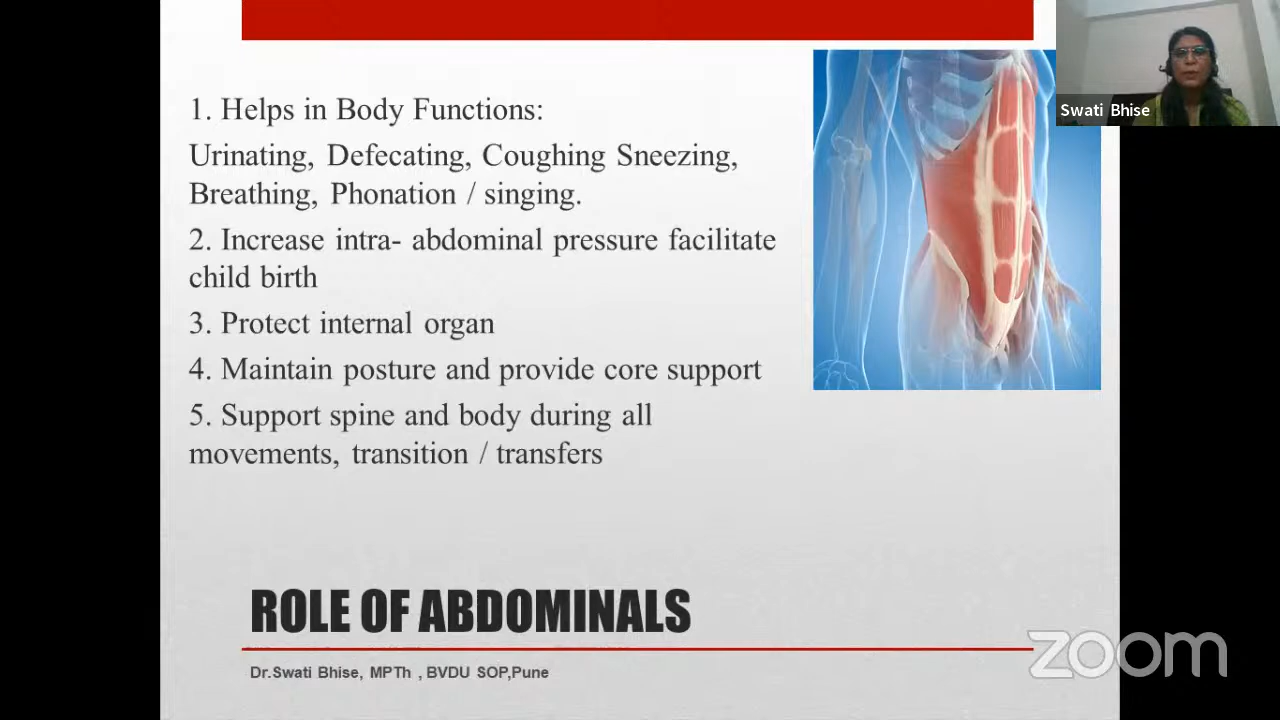 1. Helps in Body Functions:
Urinating, Defecating, Coughing Sneezing,
Breathing, Phonation / singing.
2. Increase intra- abdominal pressure facilitate
child birth
3. Protect internal organ
4. Maintain posture and provide core support
5. Support spine and body during all
movements, transition / transfers
ROLE OF ABDOMINALS
Dr.Swati Bhise, MPTh , BVDU SOP,Pune
Swati Bhise
zoom